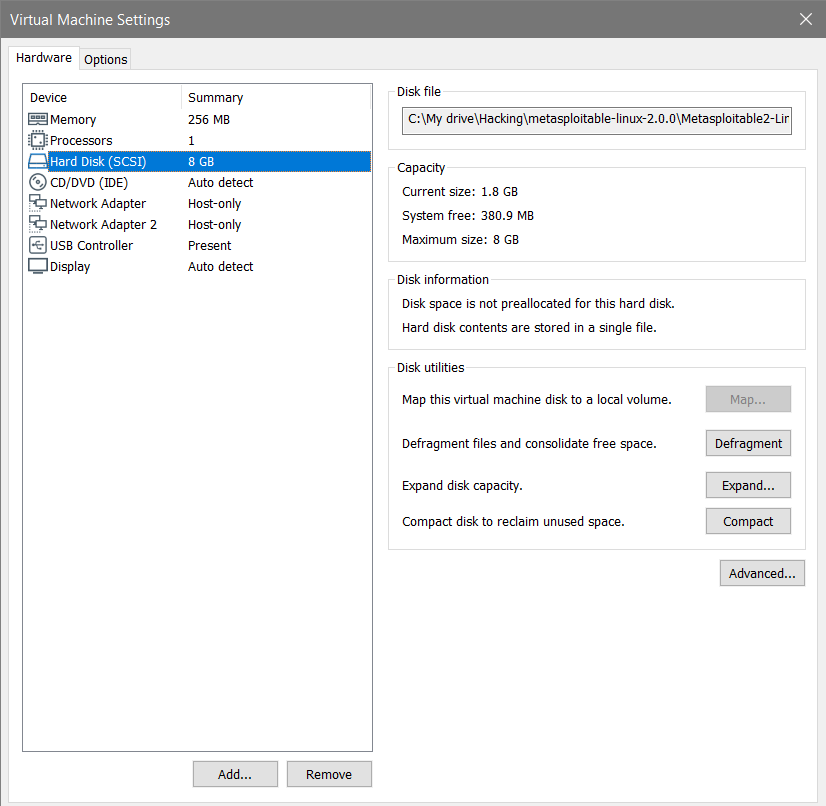 Virtual Machine Settings
Hardware Options
Device Summary
Memory 256 MB
Processors 1
Hard Disk (SCSI) 8 GB
CD/DVD (IDE) Auto detect
Network Adapter Host-only
Network Adapter 2 Host-only
USB Controller Present
Display Auto detect
Add... Remove
Disk file
C:\My drive\Hacking\metasploitable-linux-2.0.0\Metasploitable2-Lin
Capacity
Current size: 1.8 GB
System free: 380.9 MB
Maximum size: 8 GB
Disk information
Disk space is not preallocated for this hard disk.
Hard disk contents are stored in a single file.
Disk utilities
Map this virtual machine disk to a local volume. Map...
Defragment files and consolidate free space. Defragment
Expand disk capacity. Expand...
Compact disk to reclaim unused space. Compact
Advanced...